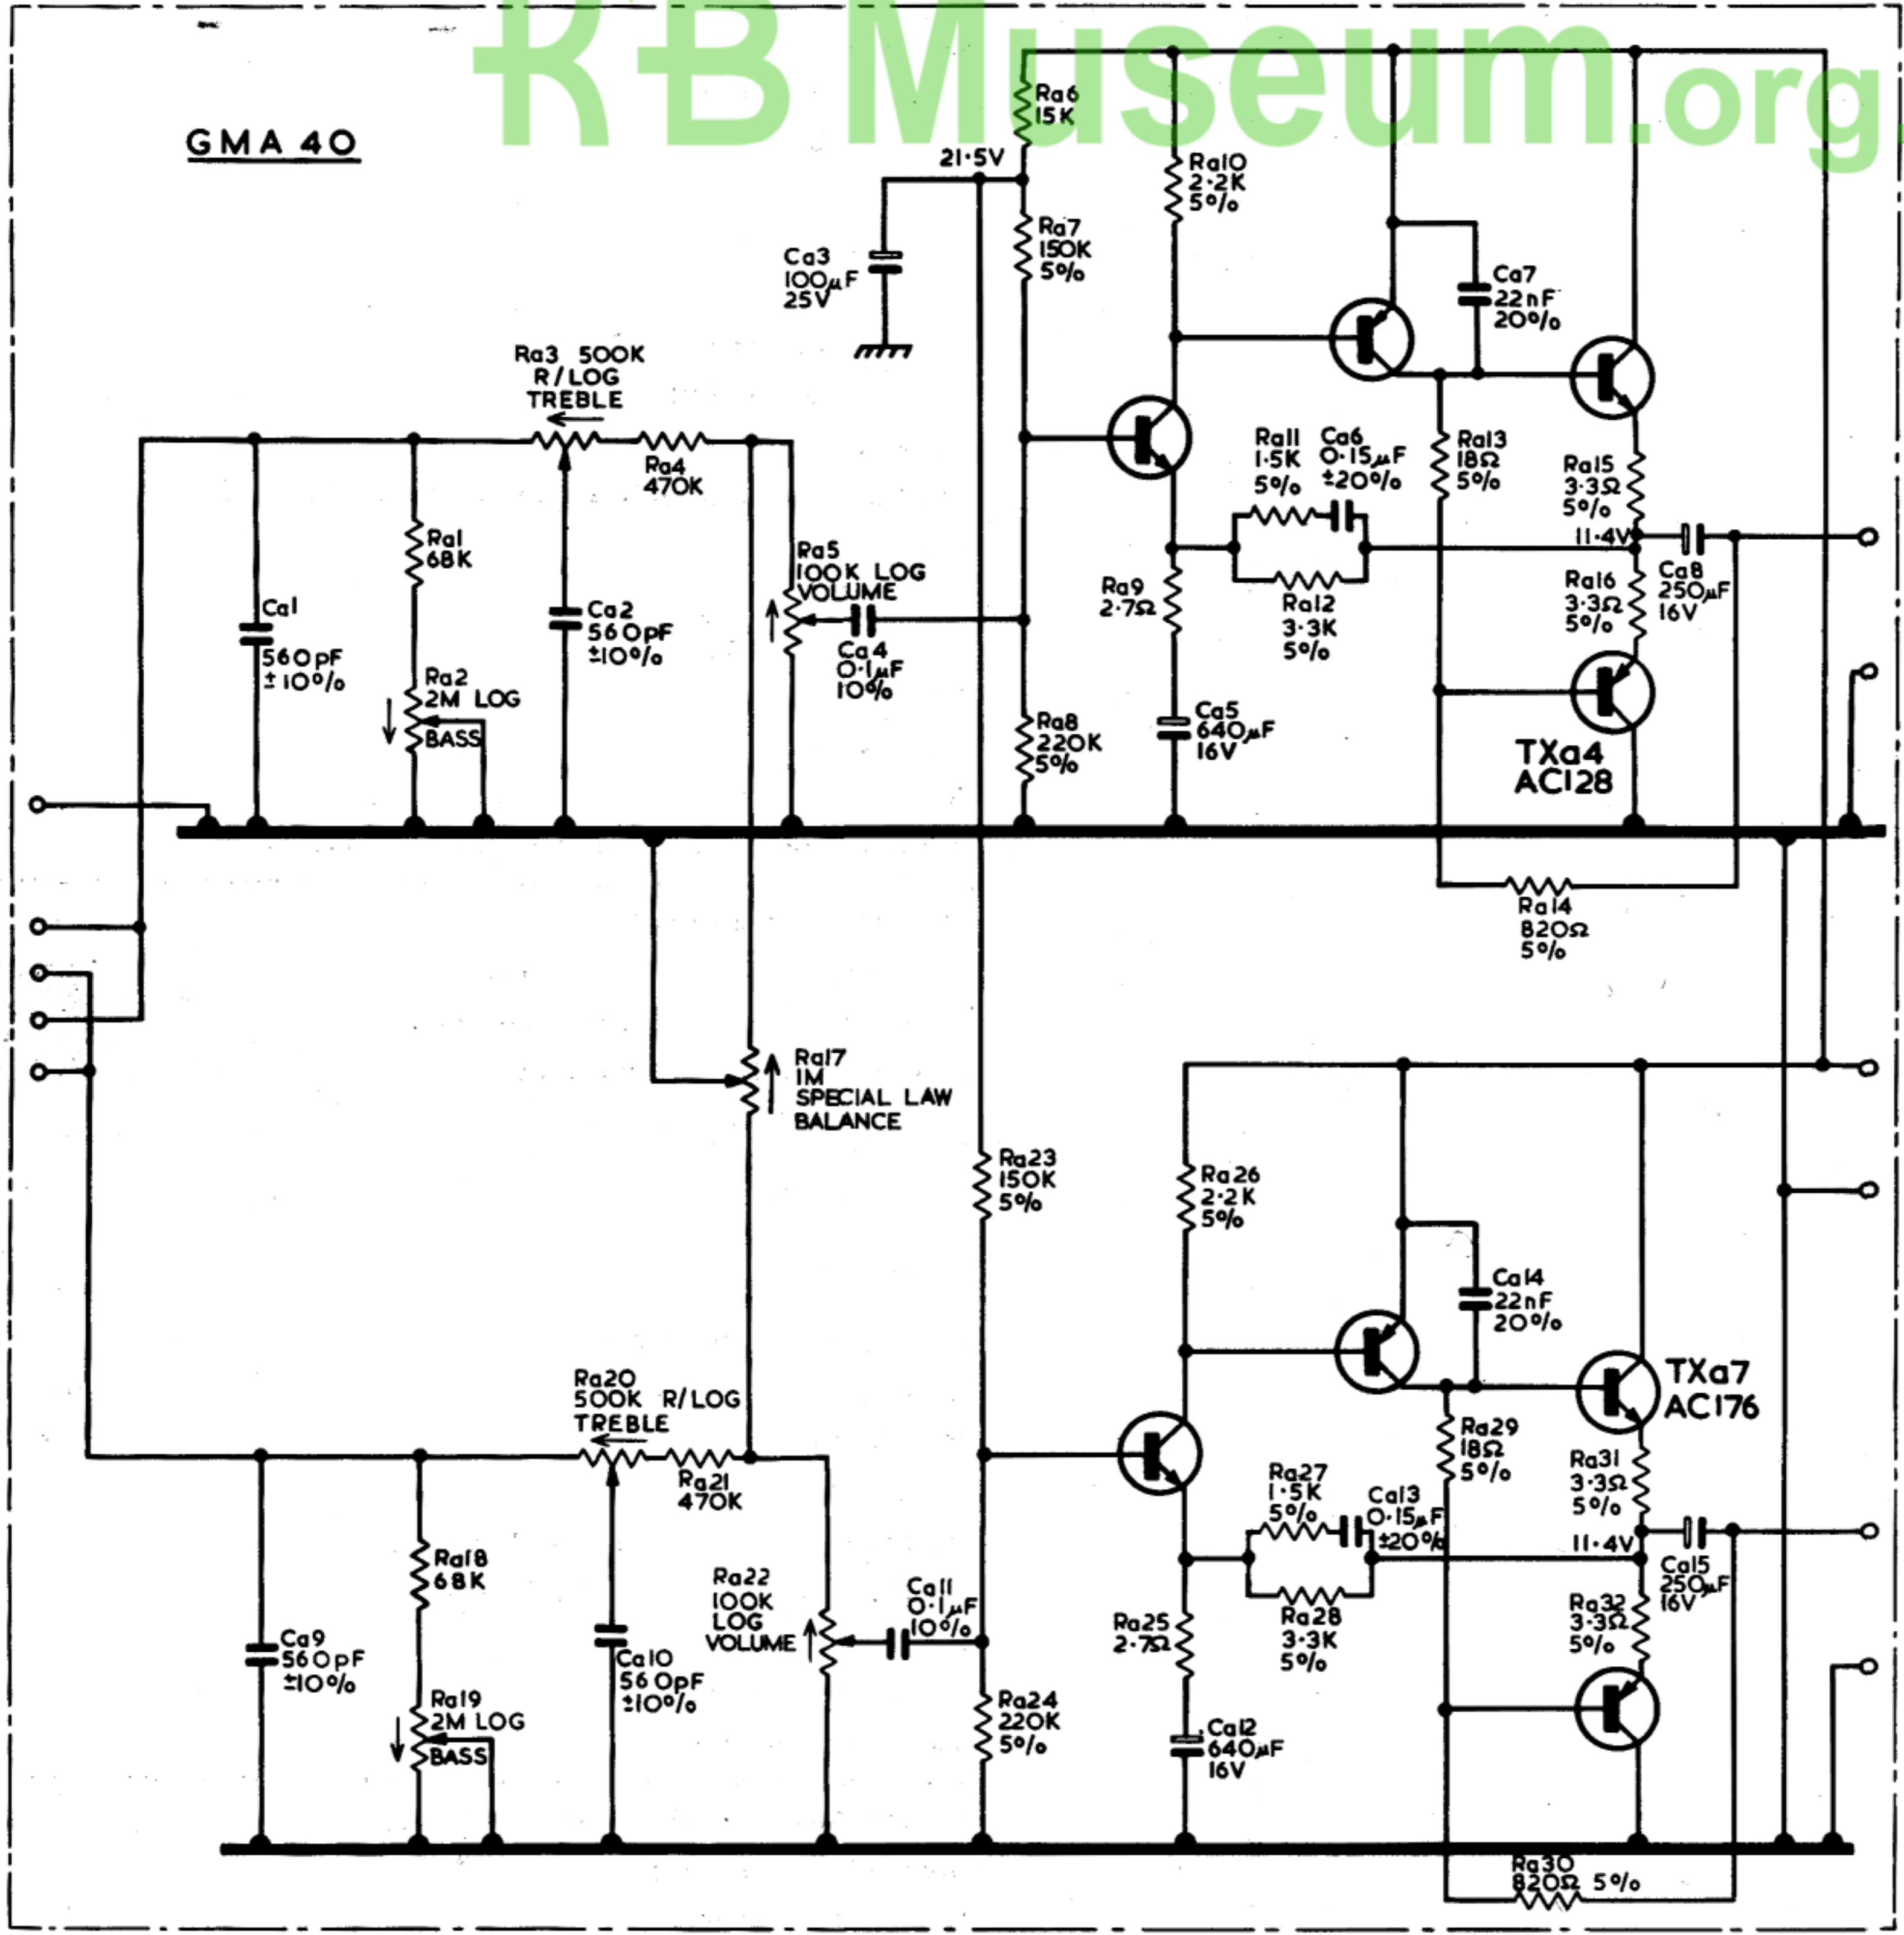 KB Museum.org
GMA 40
Ra6
15K
21·5V
Ra10
2·2K
5%
Ra7
150K
5%
Ca3
100µF
25V
Ca7
22nF
20%
Ra3 500K
R/LOG
TREBLE
Ra4
470K
Ra11
1·5K
5%
Ca6
0·15µF
±20%
Ra13
18Ω
5%
Ra15
3·3Ω
5%
11·4V
Ra1
68K
Ra5
100K LOG
VOLUME
Ca1
560pF
±10%
Ca2
560pF
±10%
Ra9
2·7Ω
Ra12
3·3K
5%
Ra16
3·3Ω
5%
Ca8
250µF
16V
Ca4
0·1µF
10%
Ra2
2M LOG
BASS
Ra8
220K
5%
Ca5
640µF
16V
TXa4
AC128
Ra14
820Ω
5%
Ra17
1M
SPECIAL LAW
BALANCE
Ra23
150K
5%
Ra26
2·2K
5%
Ca14
22nF
20%
Ra20
500K R/LOG
TREBLE
Ra21
470K
TXa7
AC176
Ra29
18Ω
5%
Ra31
3·3Ω
5%
Ra27
1·5K
5%
Ca13
0·15µF
±20%
11·4V
Ra18
68K
Ra22
100K
LOG
VOLUME
Ca11
0·1µF
10%
Ra25
2·7Ω
Ra28
3·3K
5%
Ca15
250µF
16V
Ra32
3·3Ω
5%
Ca9
560pF
±10%
Ca10
560pF
±10%
Ra19
2M LOG
BASS
Ra24
220K
5%
Ca12
640µF
16V
Ra30
820Ω 5%